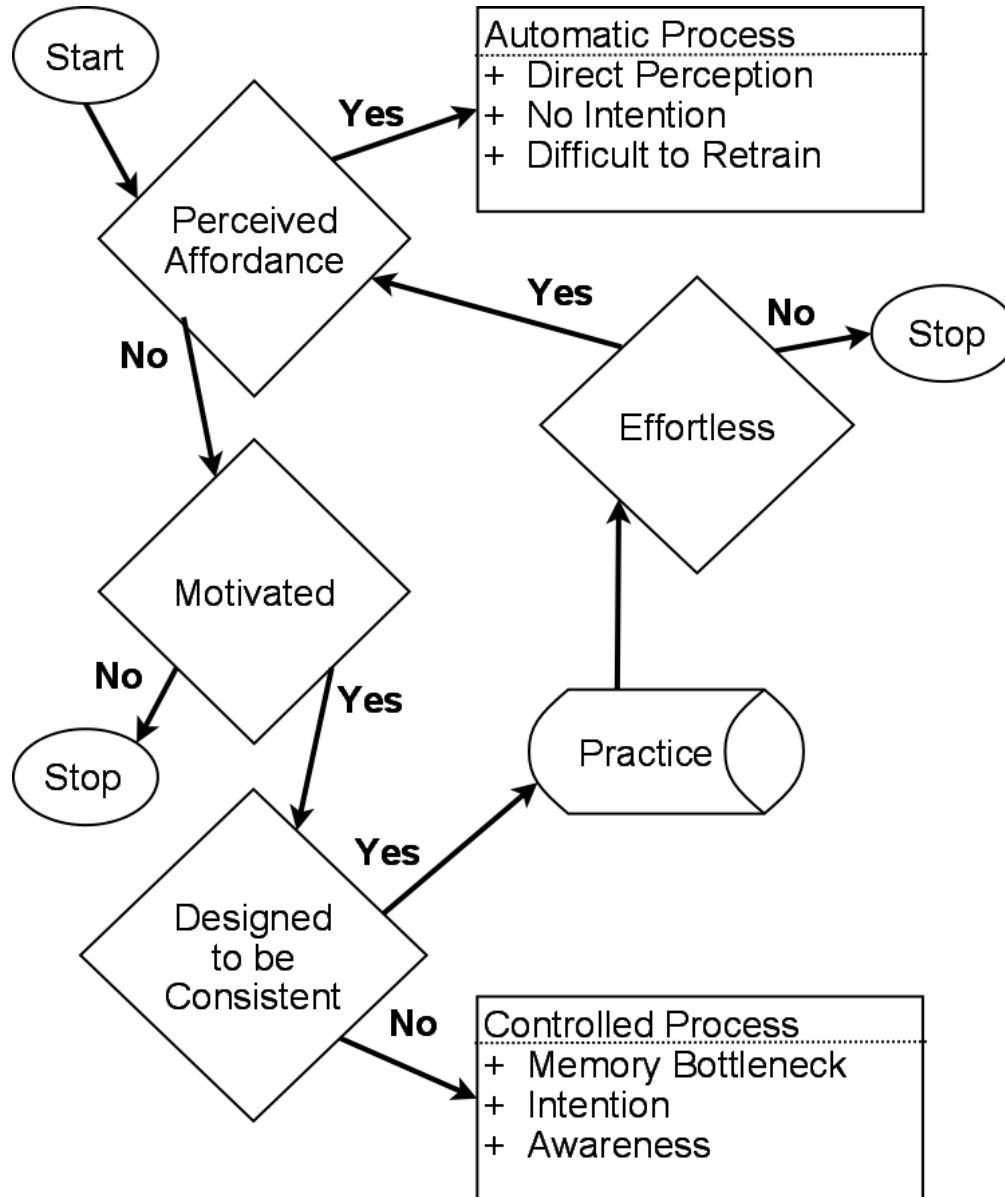 Start
Automatic Process
+ Direct Perception
+ No Intention
+ Difficult to Retrain
Yes
Perceived
Affordance
Yes
No
Stop
No
Effortless
Motivated
No
Yes
Stop
Practice
Yes
Designed
to be
Consistent
No
Controlled Process
+ Memory Bottleneck
+ Intention
+ Awareness